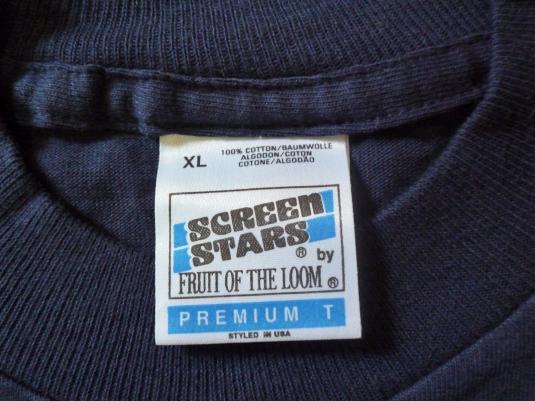 XL
100% COTTON/BAUMWOLLE
ALGODON/COTON
COTONE/ALGODÃO
SCREEN
STARS ® by
FRUIT OF THE LOOM ®
PREMIUM T
STYLED IN USA